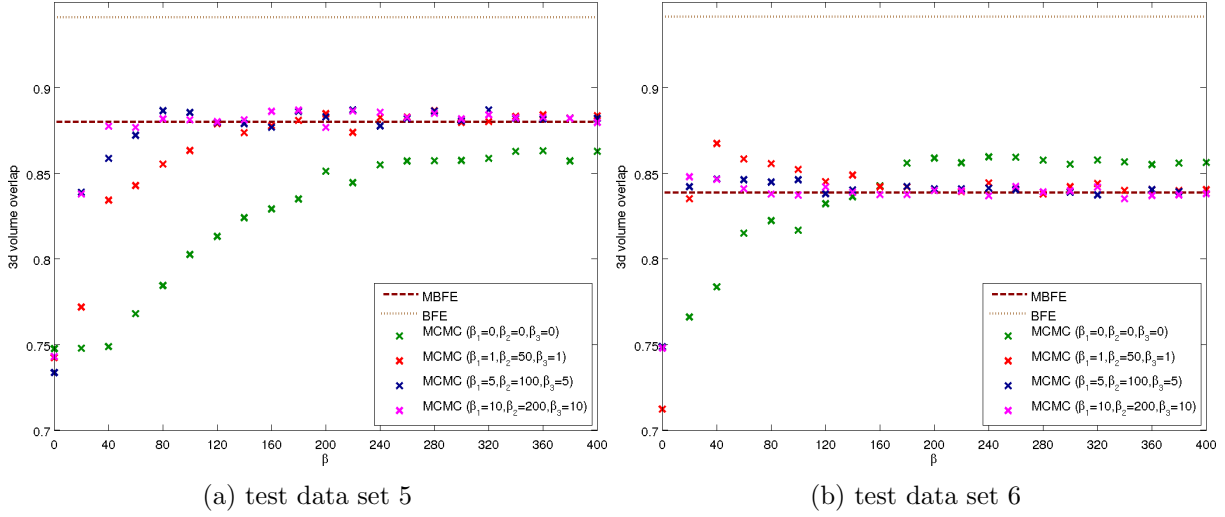 0.9
0.85
0.8
0.75
0.7
3d volume overlap
0 40 80 120 160 200 240 280 320 360 400
β
MBFE
BFE
MCMC (β₁=0,β₂=0,β₃=0)
MCMC (β₁=1,β₂=50,β₃=1)
MCMC (β₁=5,β₂=100,β₃=5)
MCMC (β₁=10,β₂=200,β₃=10)
(a) test data set 5
0.9
0.85
0.8
0.75
0.7
3d volume overlap
0 40 80 120 160 200 240 280 320 360 400
β
MBFE
BFE
MCMC (β₁=0,β₂=0,β₃=0)
MCMC (β₁=1,β₂=50,β₃=1)
MCMC (β₁=5,β₂=100,β₃=5)
MCMC (β₁=10,β₂=200,β₃=10)
(b) test data set 6